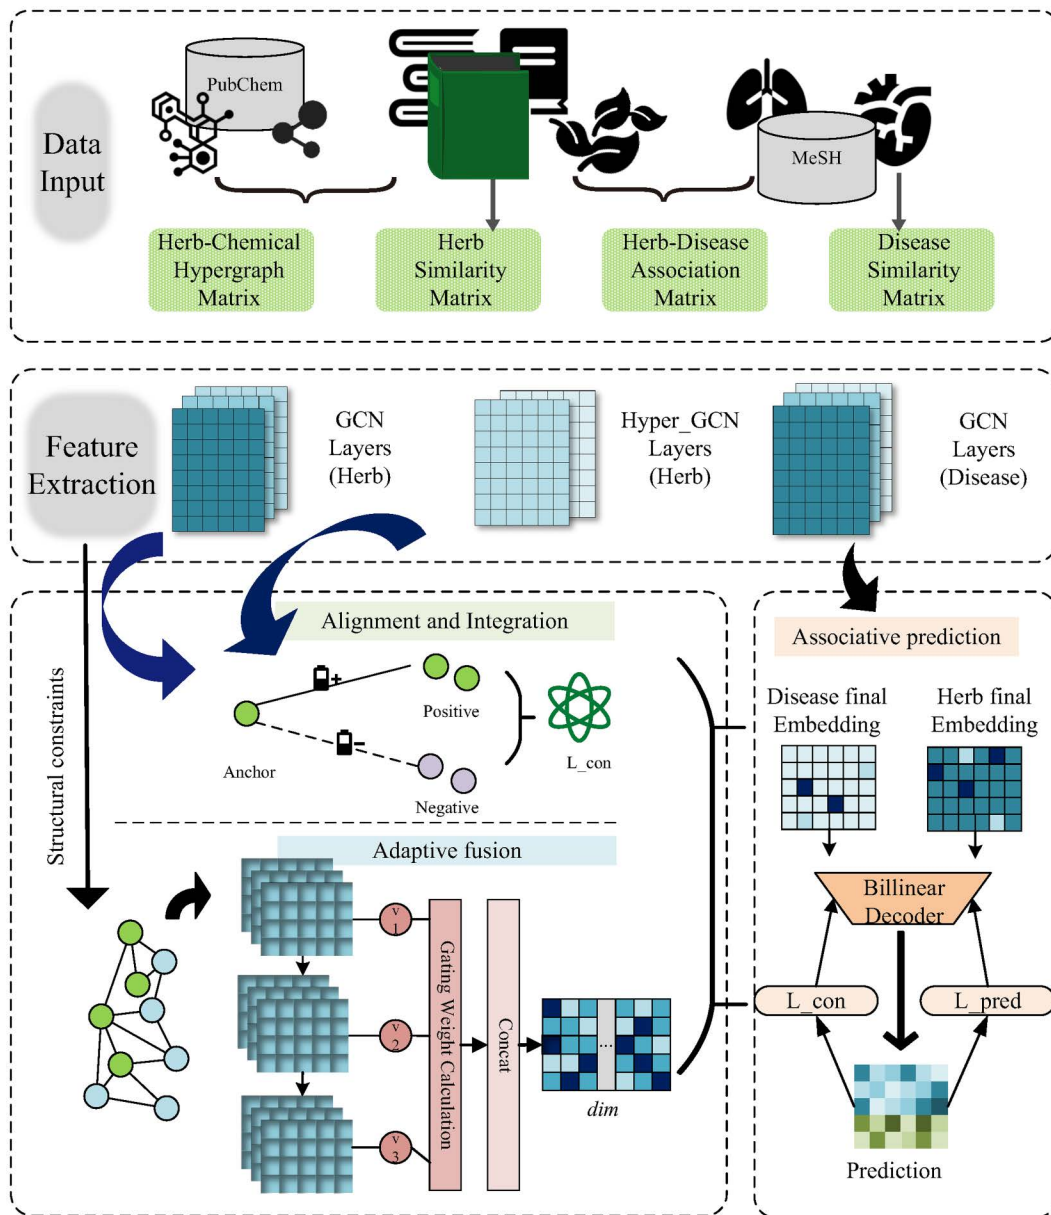 PubChem
MeSH
Data
Input
Herb-Chemical
Hypergraph
Matrix
Herb
Similarity
Matrix
Herb-Disease
Association
Matrix
Disease
Similarity
Matrix
Feature
Extraction
GCN
Layers
(Herb)
Hyper_GCN
Layers
(Herb)
GCN
Layers
(Disease)
Structural constraints
Alignment and Integration
+
Positive
Anchor
-
Negative
L_con
Adaptive fusion
v
1
v
2
v
3
Gating Weight Calculation
Concat
...
dim
Associative prediction
Disease final
Embedding
Herb final
Embedding
Billinear
Decoder
L_con
L_pred
Prediction